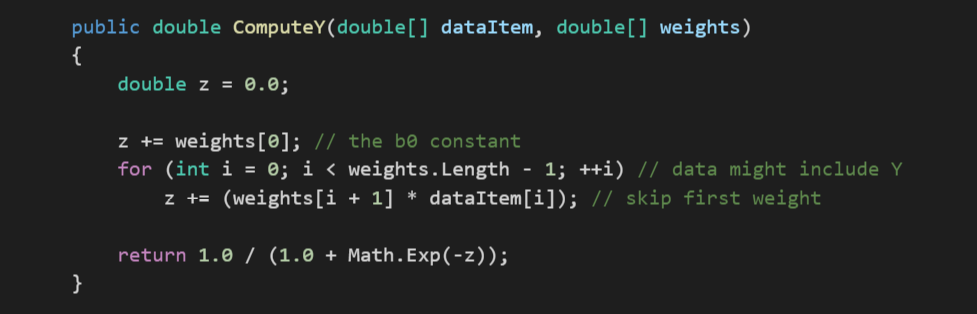 public double ComputeY(double[] dataItem, double[] weights)
{
double z = 0.0;
z += weights[0]; // the b0 constant
for (int i = 0; i < weights.Length - 1; ++i) // data might include Y
z += (weights[i + 1] * dataItem[i]); // skip first weight
return 1.0 / (1.0 + Math.Exp(-z));
}